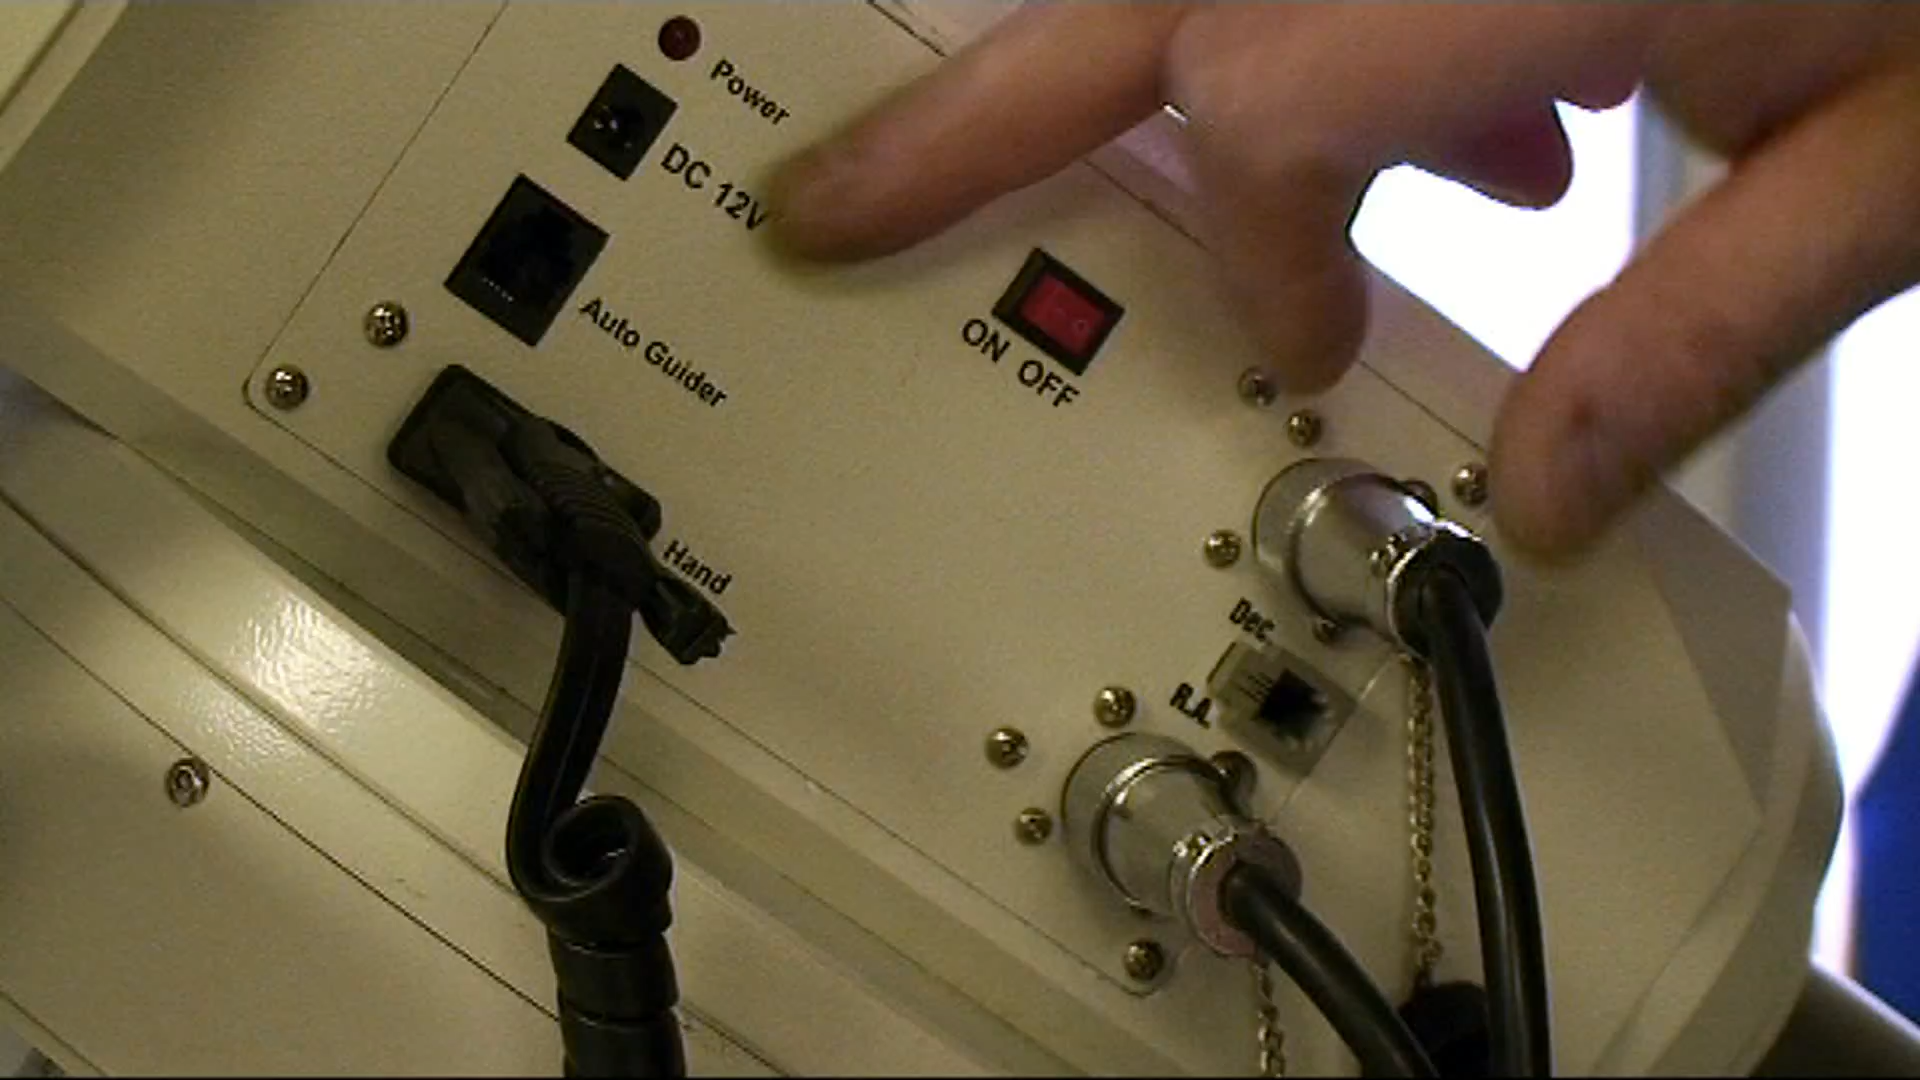 Power
DC 12V
Auto Guider
ON OFF
Hand
Dec
R.A.